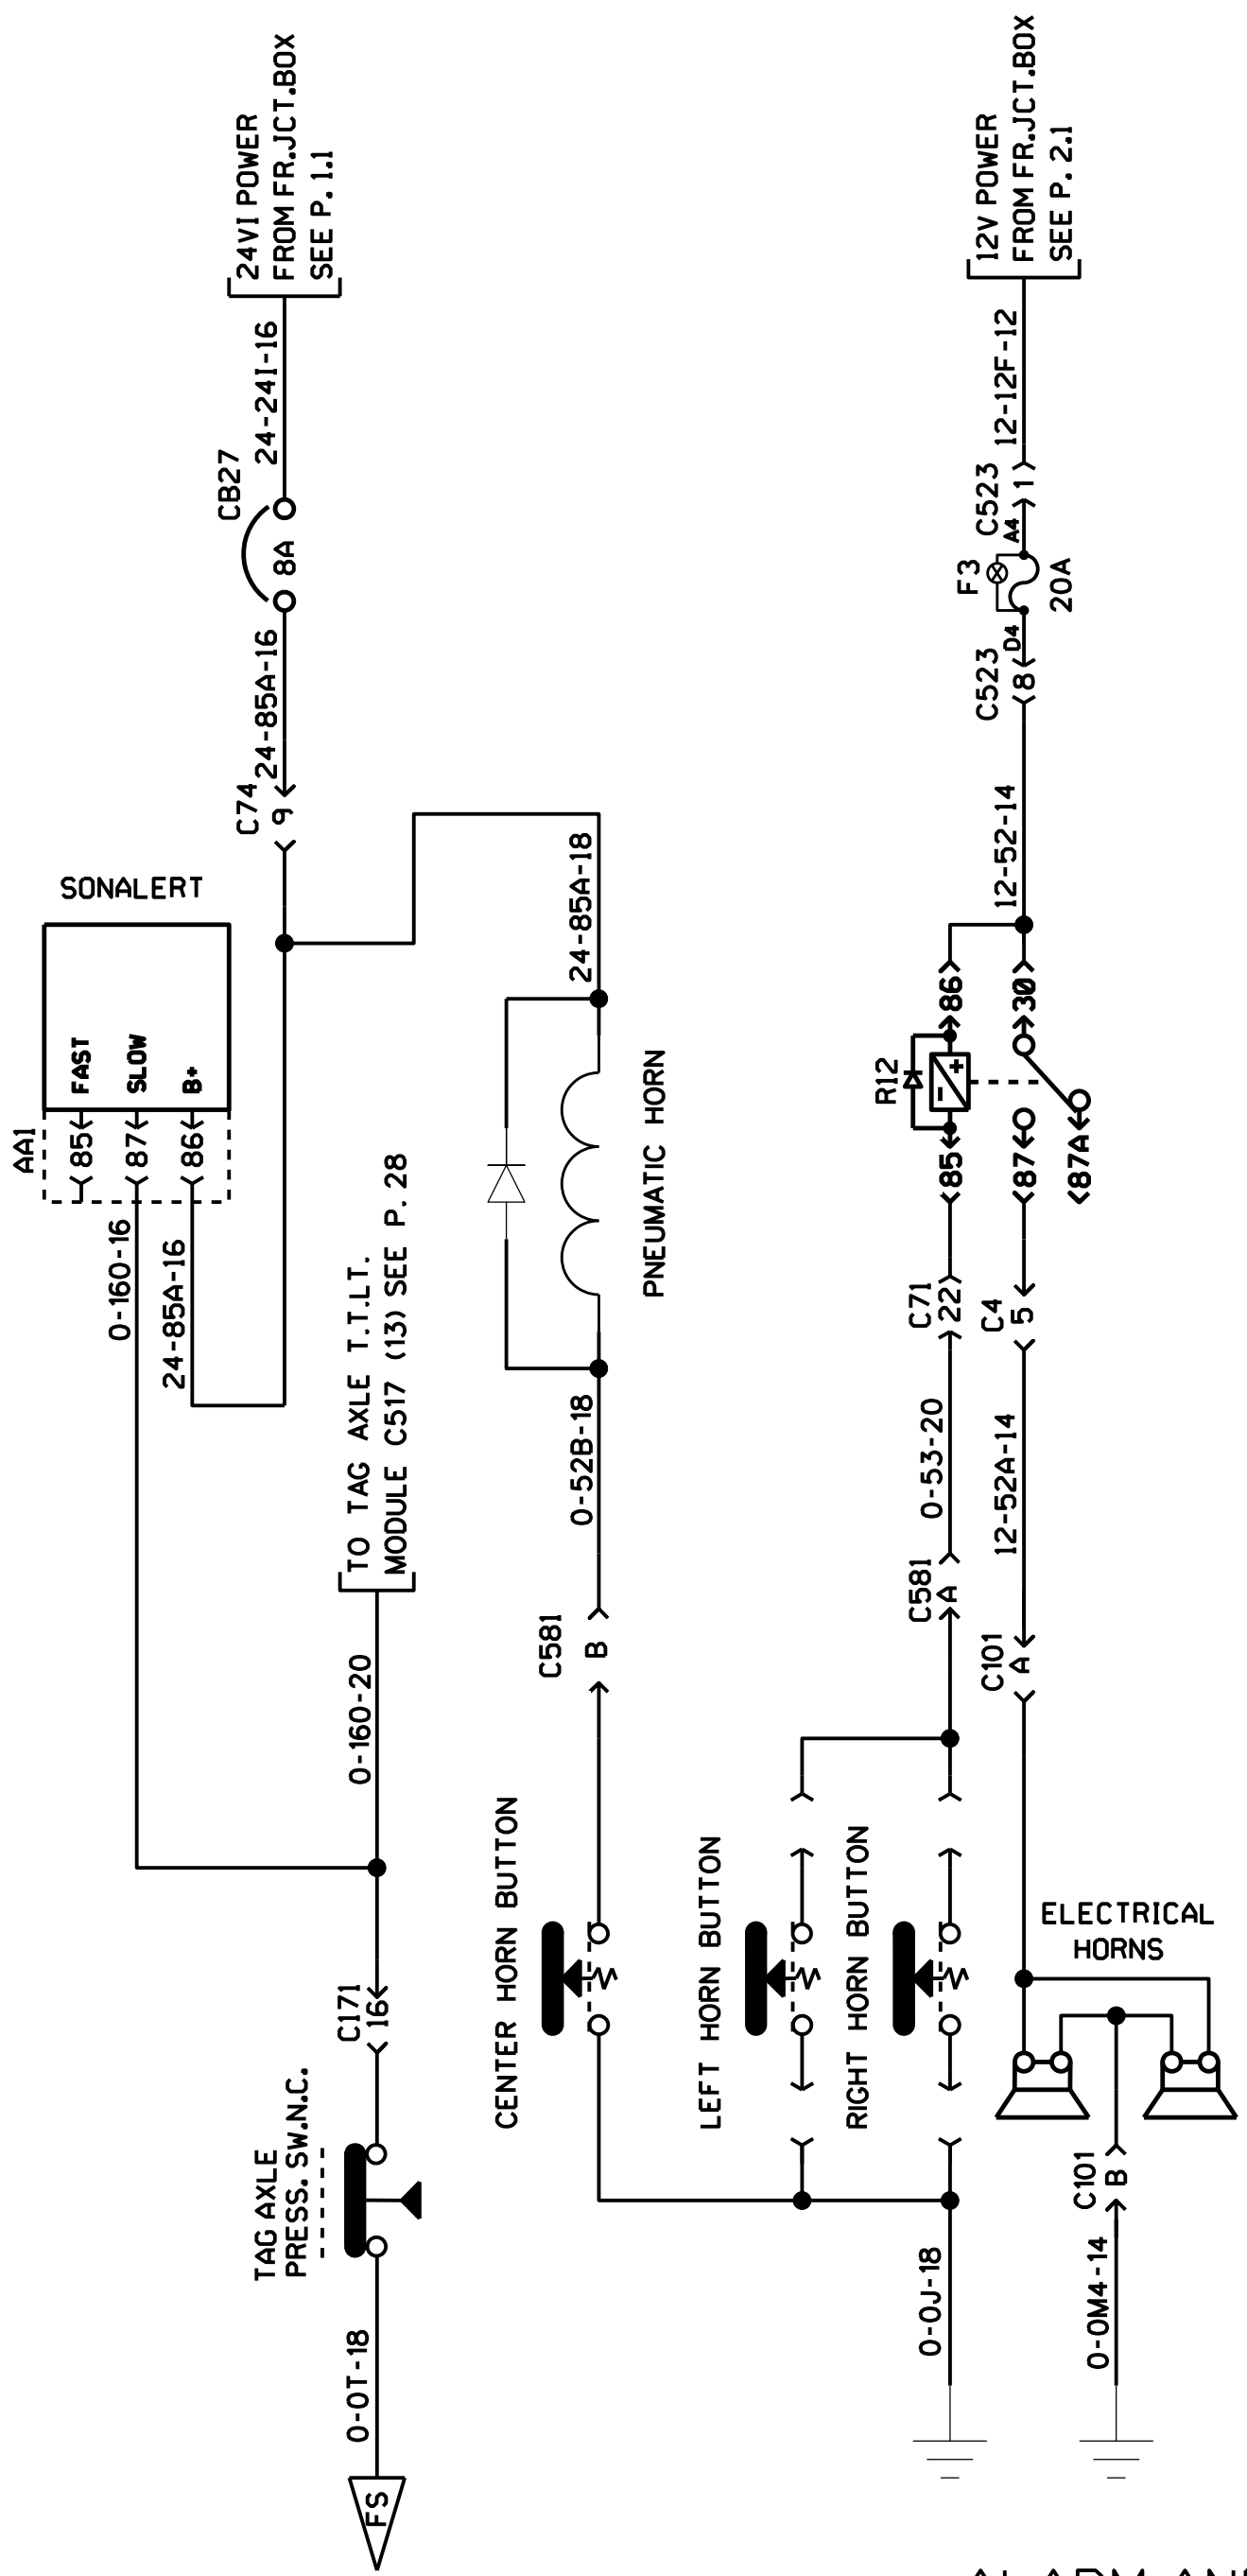 24VI POWER
FROM FR.JCT.BOX
SEE P. 1.1
24-24I-16
CB27
8A
24-85A-16
C74
9
SONALERT
FAST
SLOW
B+
AA1
85
87
86
0-160-16
24-85A-16
TO TAG AXLE T.T.LT.
MODULE C517 (13) SEE P. 28
0-160-20
C171
16
TAG AXLE
PRESS. SW.N.C.
0-0T-18
FS
24-85A-18
PNEUMATIC HORN
0-52B-18
C581
B
CENTER HORN BUTTON
LEFT HORN BUTTON
RIGHT HORN BUTTON
12V POWER
FROM FR.JCT.BOX
SEE P. 2.1
12-12F-12
C523
1
A4
F3
20A
D4
C523
8
12-52-14
86
30
R12
85
87
87A
C71
22
C4
5
0-53-20
12-52A-14
C581
A
C101
A
ELECTRICAL
HORNS
C101
B
0-0J-18
0-0M4-14